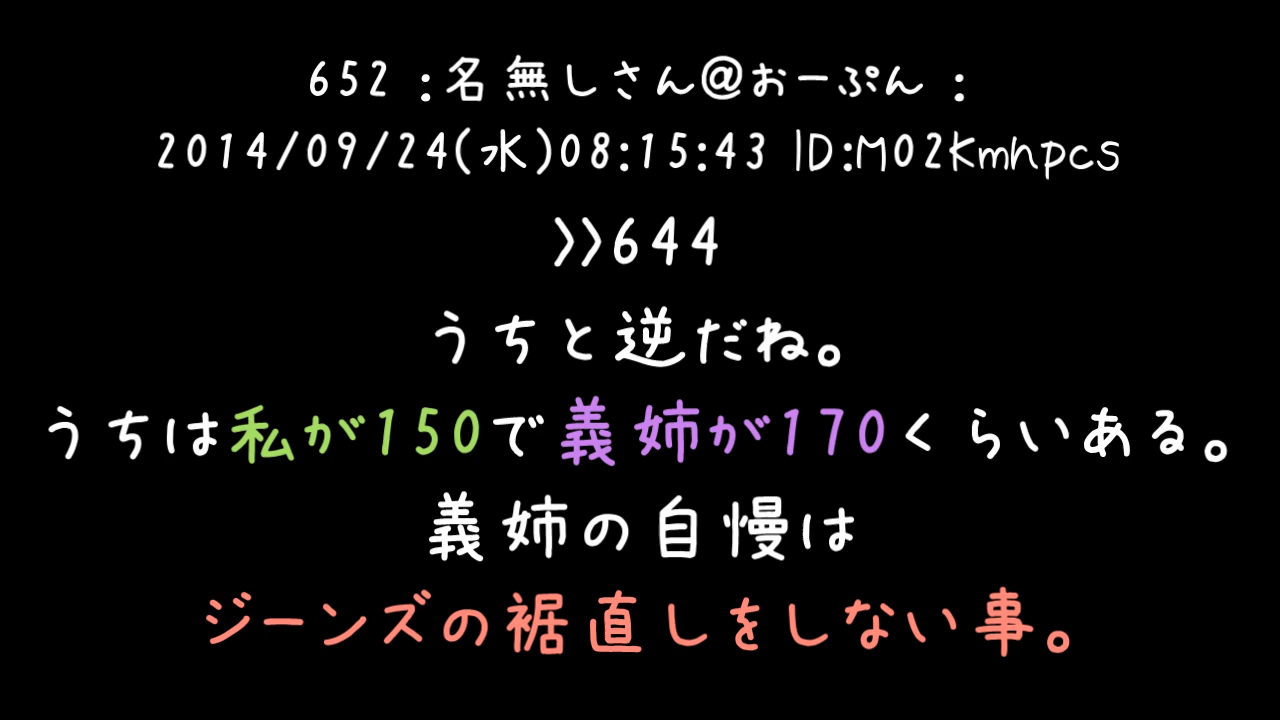 652 :名無しさん@おーぷん :
2014/09/24(水)08:15:43 ID:M02Kmhpcs
>>644
うちと逆だね。
うちは私が150で義姉が170くらいある。
義姉の自慢は
ジーンズの裾直しをしない事。